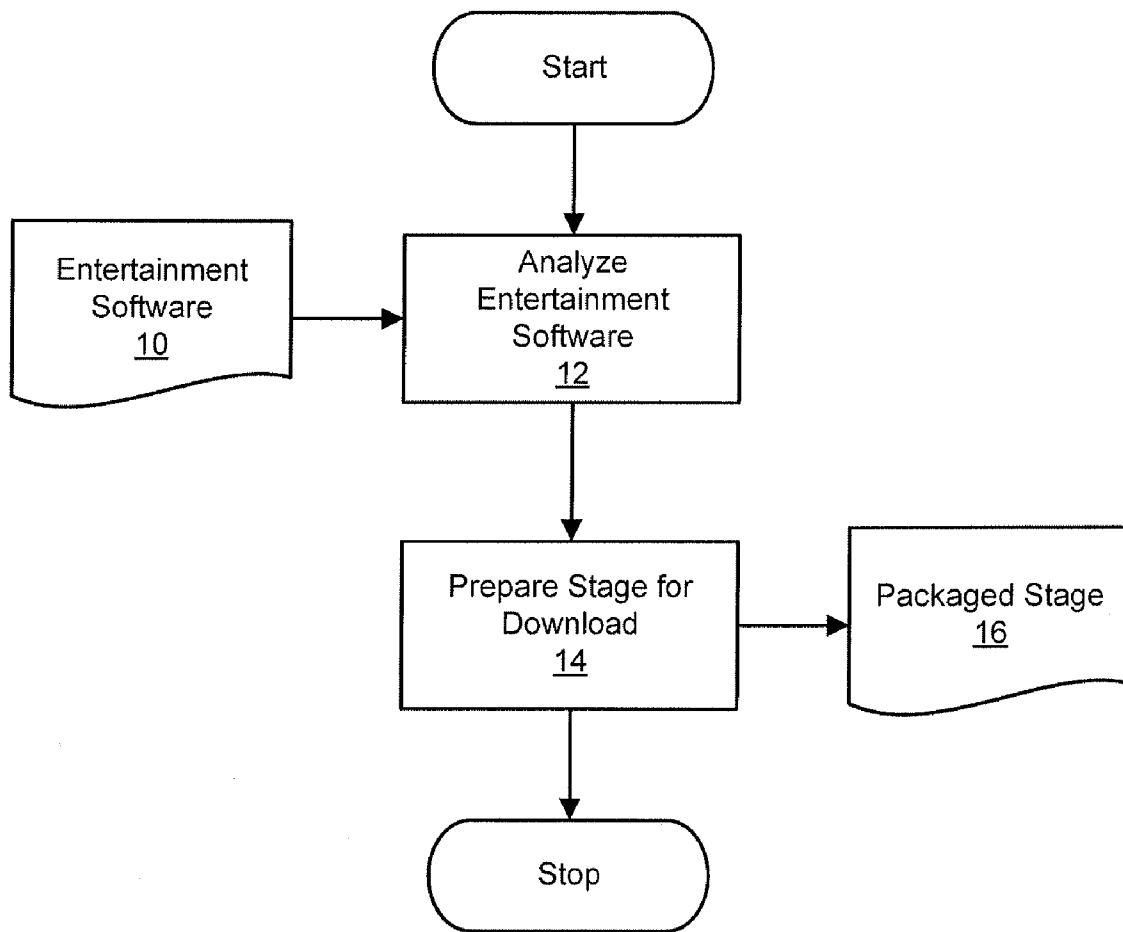 Start
Entertainment
Software
10
Analyze
Entertainment
Software
12
Prepare Stage for
Download
14
Packaged Stage
16
Stop